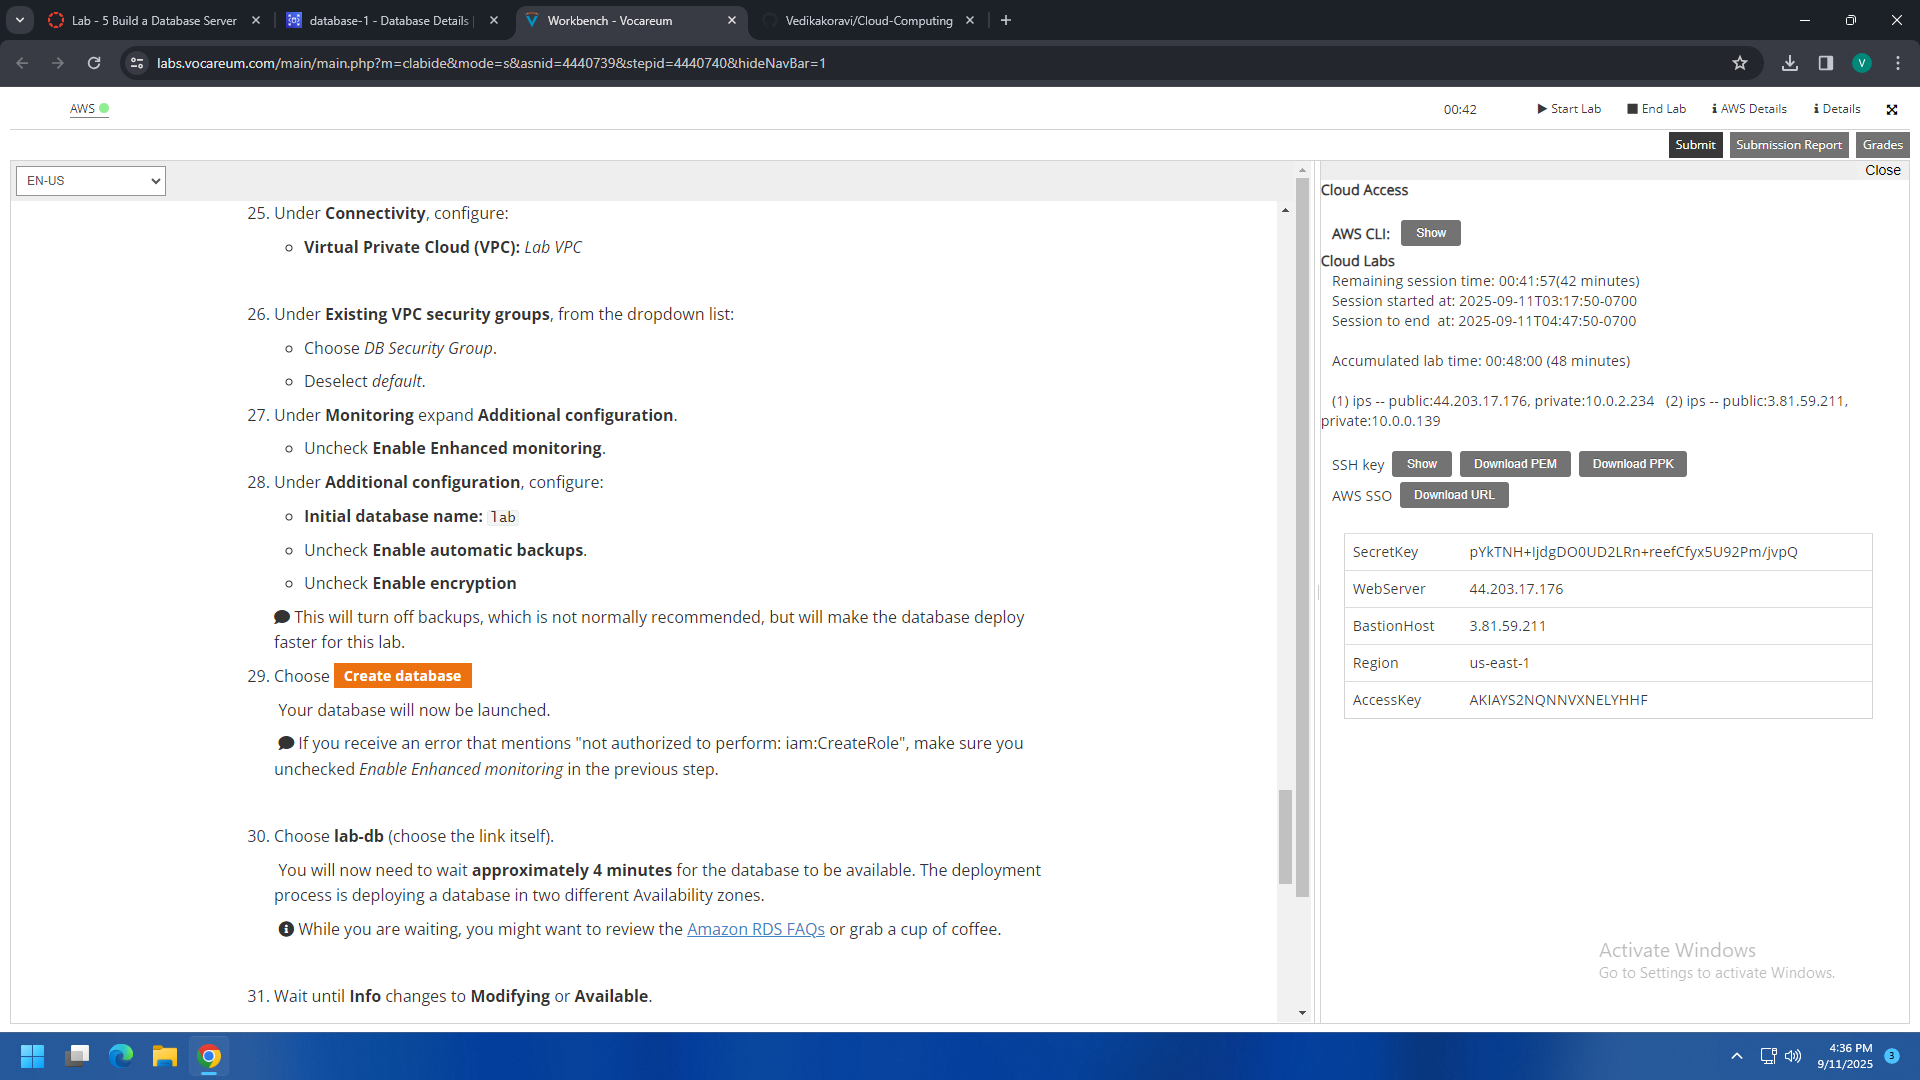 Lab - 5 Build a Database Server
database-1 - Database Details
Workbench - Vocareum
Vedikakoravi/Cloud-Computing
labs.vocareum.com/main/main.php?m=clabide&mode=s&asnid=4440739&stepid=4440740&hideNavBar=1
V
AWS
00:42
Start Lab
End Lab
AWS Details
Details
Submit
Submission Report
Grades
EN-US
25. Under Connectivity, configure:
Virtual Private Cloud (VPC): Lab VPC
26. Under Existing VPC security groups, from the dropdown list:
Choose DB Security Group.
Deselect default.
27. Under Monitoring expand Additional configuration.
Uncheck Enable Enhanced monitoring.
28. Under Additional configuration, configure:
Initial database name: lab
Uncheck Enable automatic backups.
Uncheck Enable encryption
This will turn off backups, which is not normally recommended, but will make the database deploy
faster for this lab.
29. Choose Create database
Your database will now be launched.
If you receive an error that mentions "not authorized to perform: iam:CreateRole", make sure you
unchecked Enable Enhanced monitoring in the previous step.
30. Choose lab-db (choose the link itself).
You will now need to wait approximately 4 minutes for the database to be available. The deployment
process is deploying a database in two different Availability zones.
While you are waiting, you might want to review the Amazon RDS FAQs or grab a cup of coffee.
31. Wait until Info changes to Modifying or Available.
Close
Cloud Access
AWS CLI: Show
Cloud Labs
Remaining session time: 00:41:57(42 minutes)
Session started at: 2025-09-11T03:17:50-0700
Session to end at: 2025-09-11T04:47:50-0700
Accumulated lab time: 00:48:00 (48 minutes)
(1) ips -- public:44.203.17.176, private:10.0.2.234 (2) ips -- public:3.81.59.211,
private:10.0.0.139
SSH key Show Download PEM Download PPK
AWS SSO Download URL
SecretKey pYkTNH+IjdgDO0UD2LRn+reefCfyx5U92Pm/jvpQ
WebServer 44.203.17.176
BastionHost 3.81.59.211
Region us-east-1
AccessKey AKIAYS2NQNNVXNELYHHF
Activate Windows
Go to Settings to activate Windows.
4:36 PM
9/11/2025
3